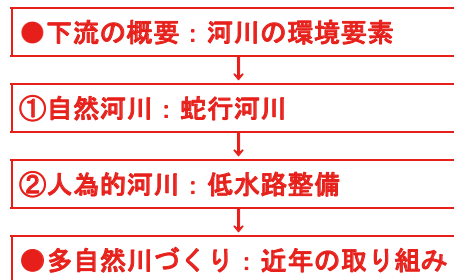 ●下流の概要：河川の環境要素
↓
①自然河川：蛇行河川
↓
②人為的河川：低水路整備
↓
●多自然川づくり：近年の取り組み